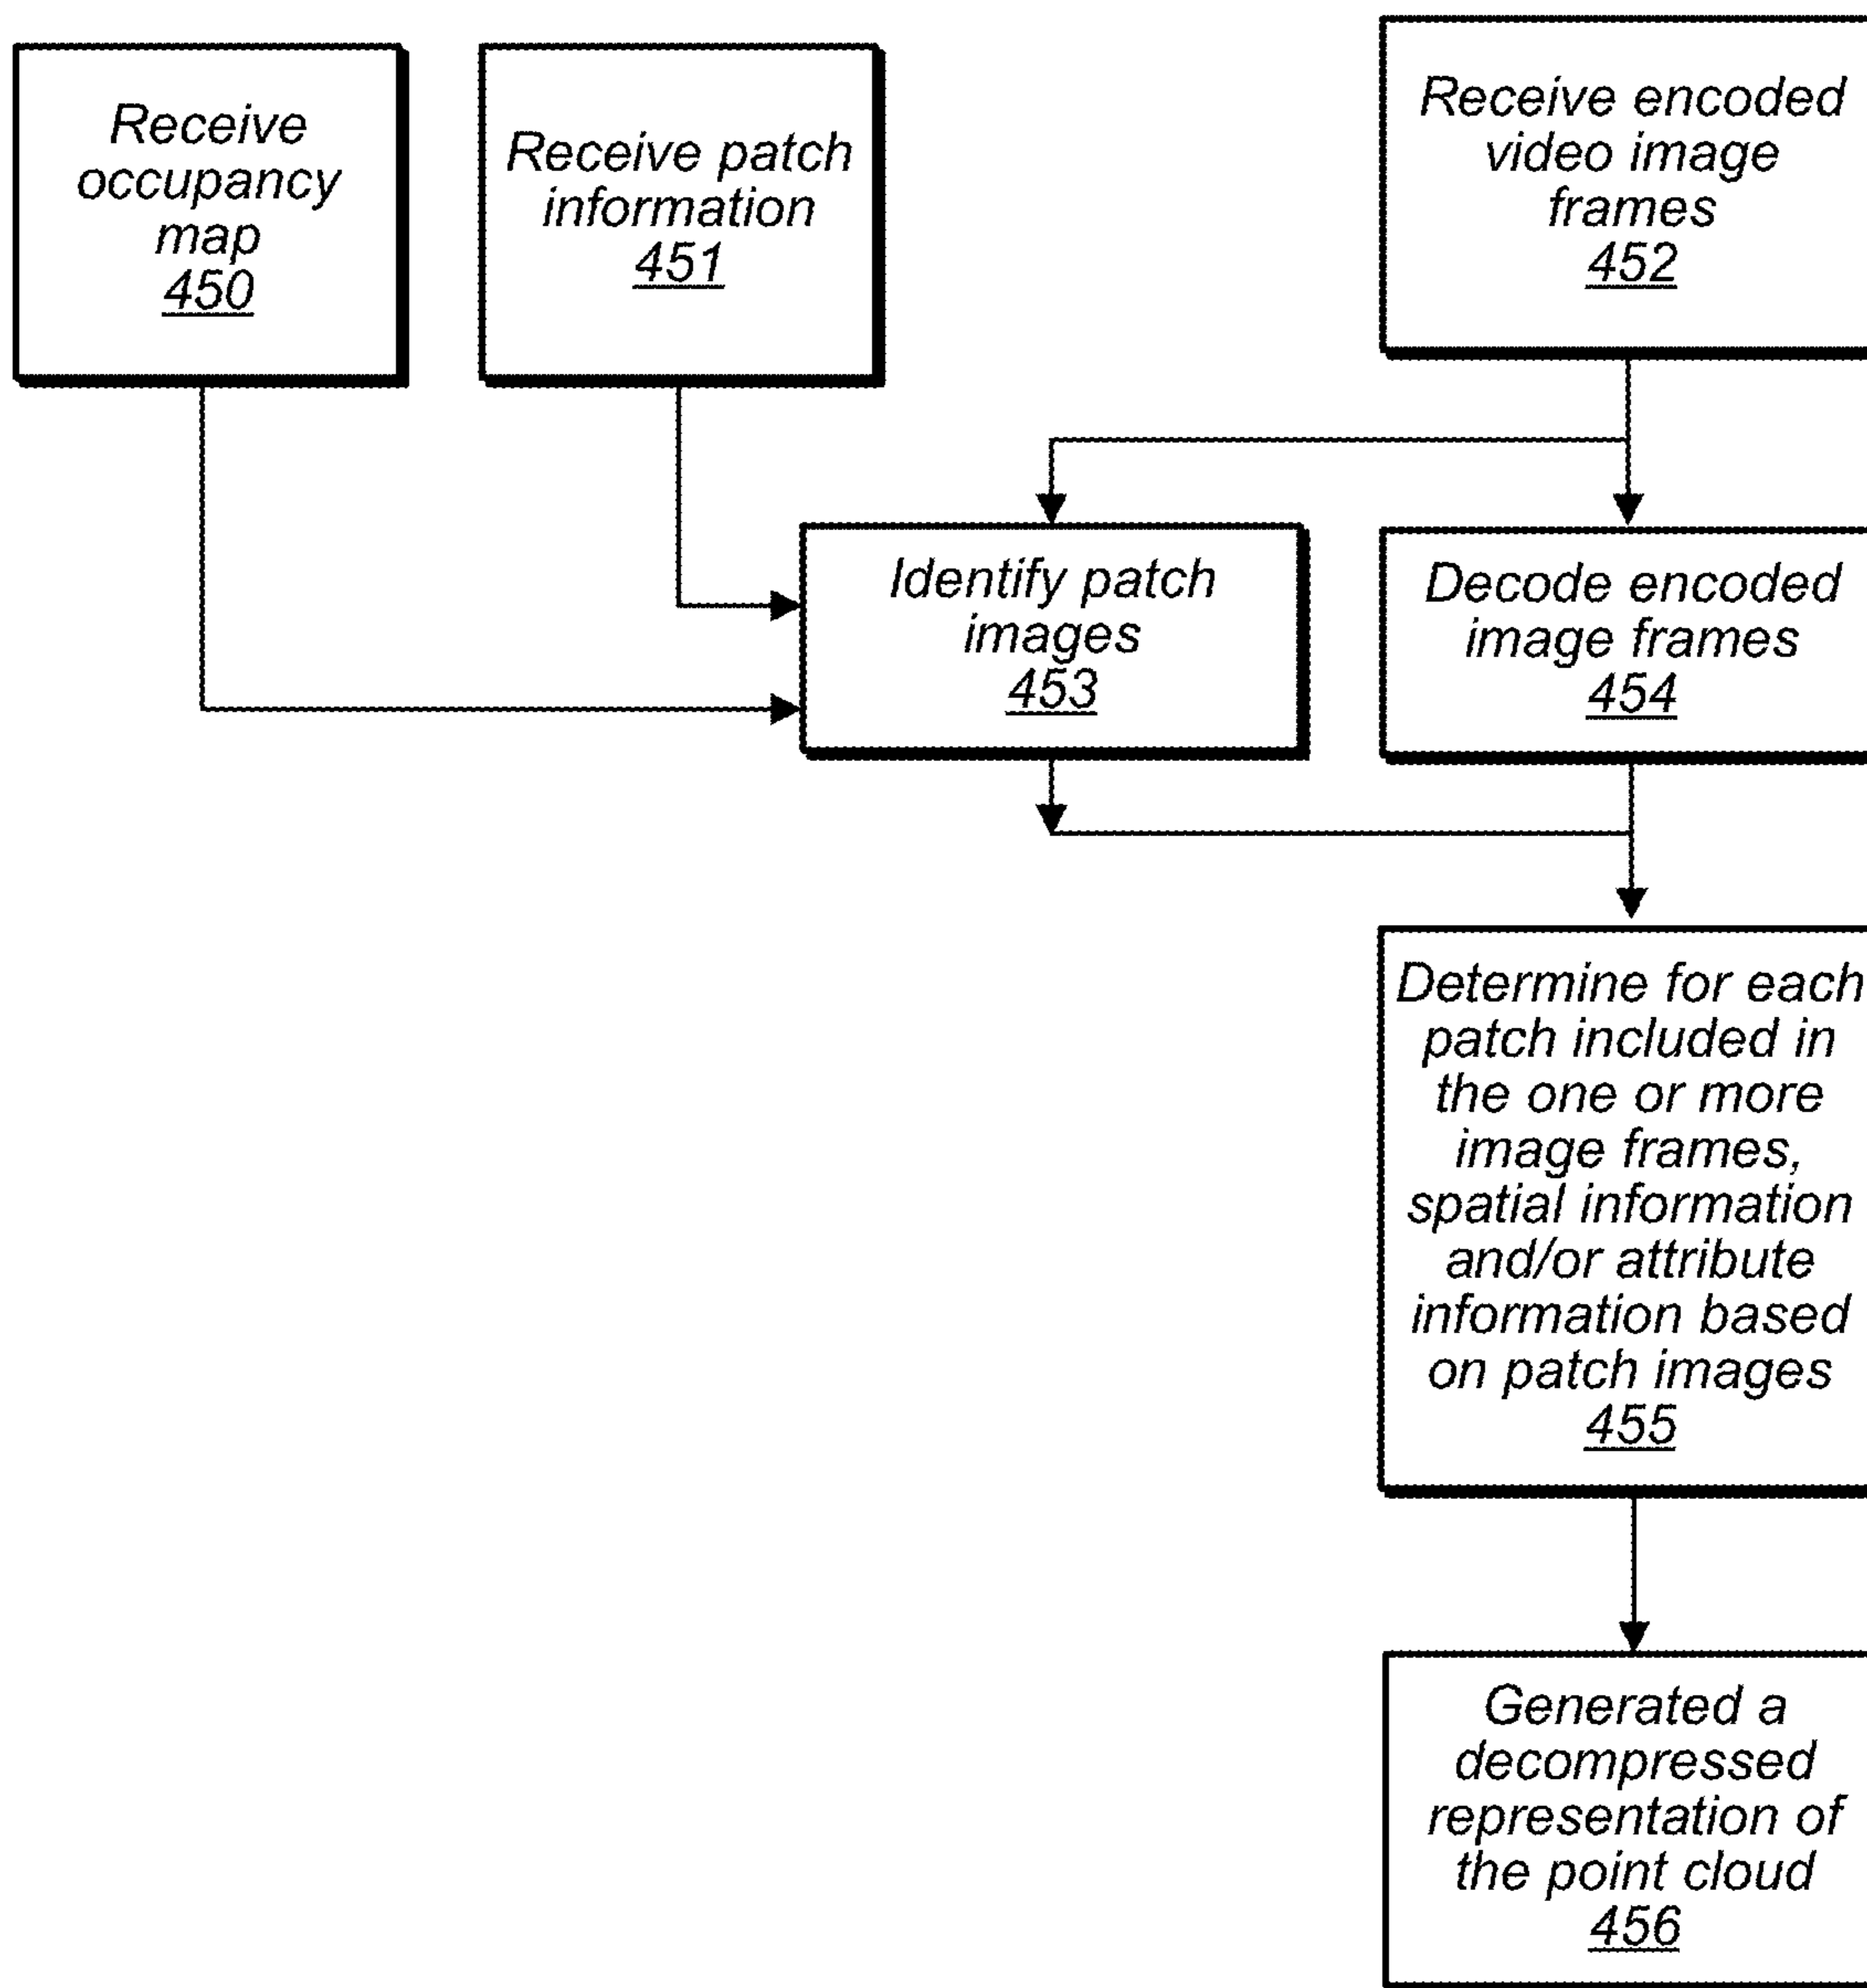 Receive
occupancy
map
450
Receive patch
information
451
Receive encoded
video image
frames
452
Identify patch
images
453
Decode encoded
image frames
454
Determine for each
patch included in
the one or more
image frames,
spatial information
and/or attribute
information based
on patch images
455
Generated a
decompressed
representation of
the point cloud
456